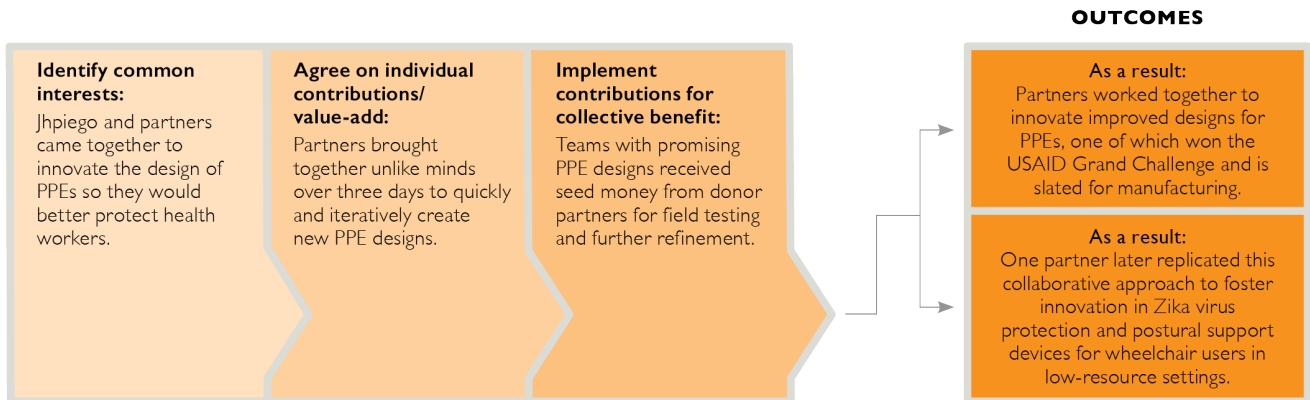 OUTCOMES
Identify common
interests:
Jhpiego and partners
came together to
innovate the design of
PPEs so they would
better protect health
workers.
Agree on individual
contributions/
value-add:
Partners brought
together unlike minds
over three days to quickly
and iteratively create
new PPE designs.
Implement
contributions for
collective benefit:
Teams with promising
PPE designs received
seed money from donor
partners for field testing
and further refinement.
As a result:
Partners worked together to
innovate improved designs for
PPEs, one of which won the
USAID Grand Challenge and is
slated for manufacturing.
As a result:
One partner later replicated this
collaborative approach to foster
innovation in Zika virus
protection and postural support
devices for wheelchair users in
low-resource settings.